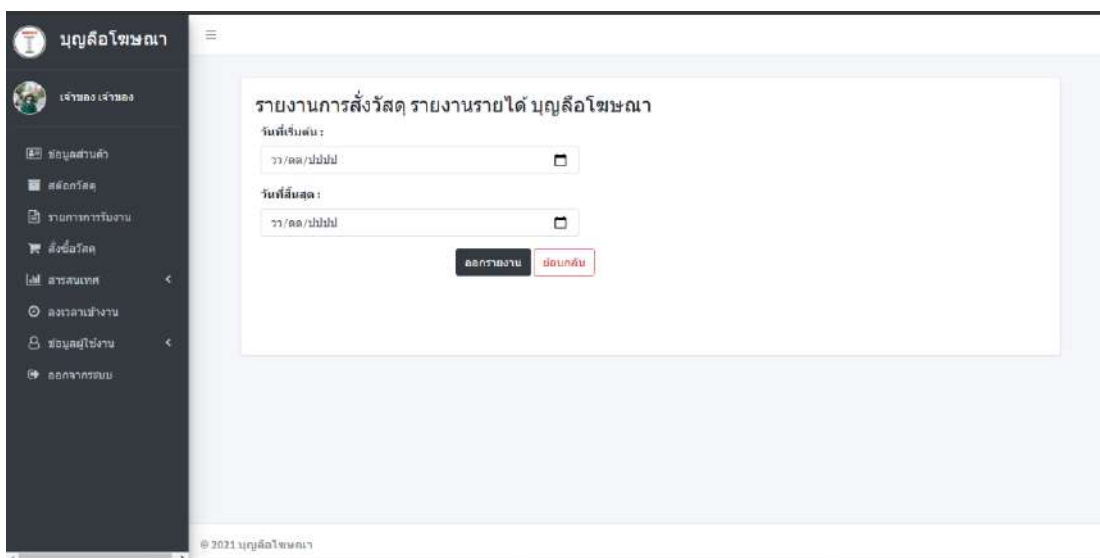 บุญลือโฆษณา
เจ้าของ เจ้าของ
ข้อมูลส่วนตัว
สต๊อกวัสดุ
รายการการรับงาน
สั่งซื้อวัสดุ
สารสนเทศ
ลงเวลาเข้างาน
ข้อมูลผู้ใช้งาน
ออกจากระบบ
รายงานการสั่งวัสดุ รายงานรายได้ บุญลือโฆษณา
วันที่เริ่มต้น :
วว/ดด/ปปปป
วันที่สิ้นสุด :
วว/ดด/ปปปป
ออกรายงาน ย้อนกลับ
© 2021 บุญลือโฆษณา